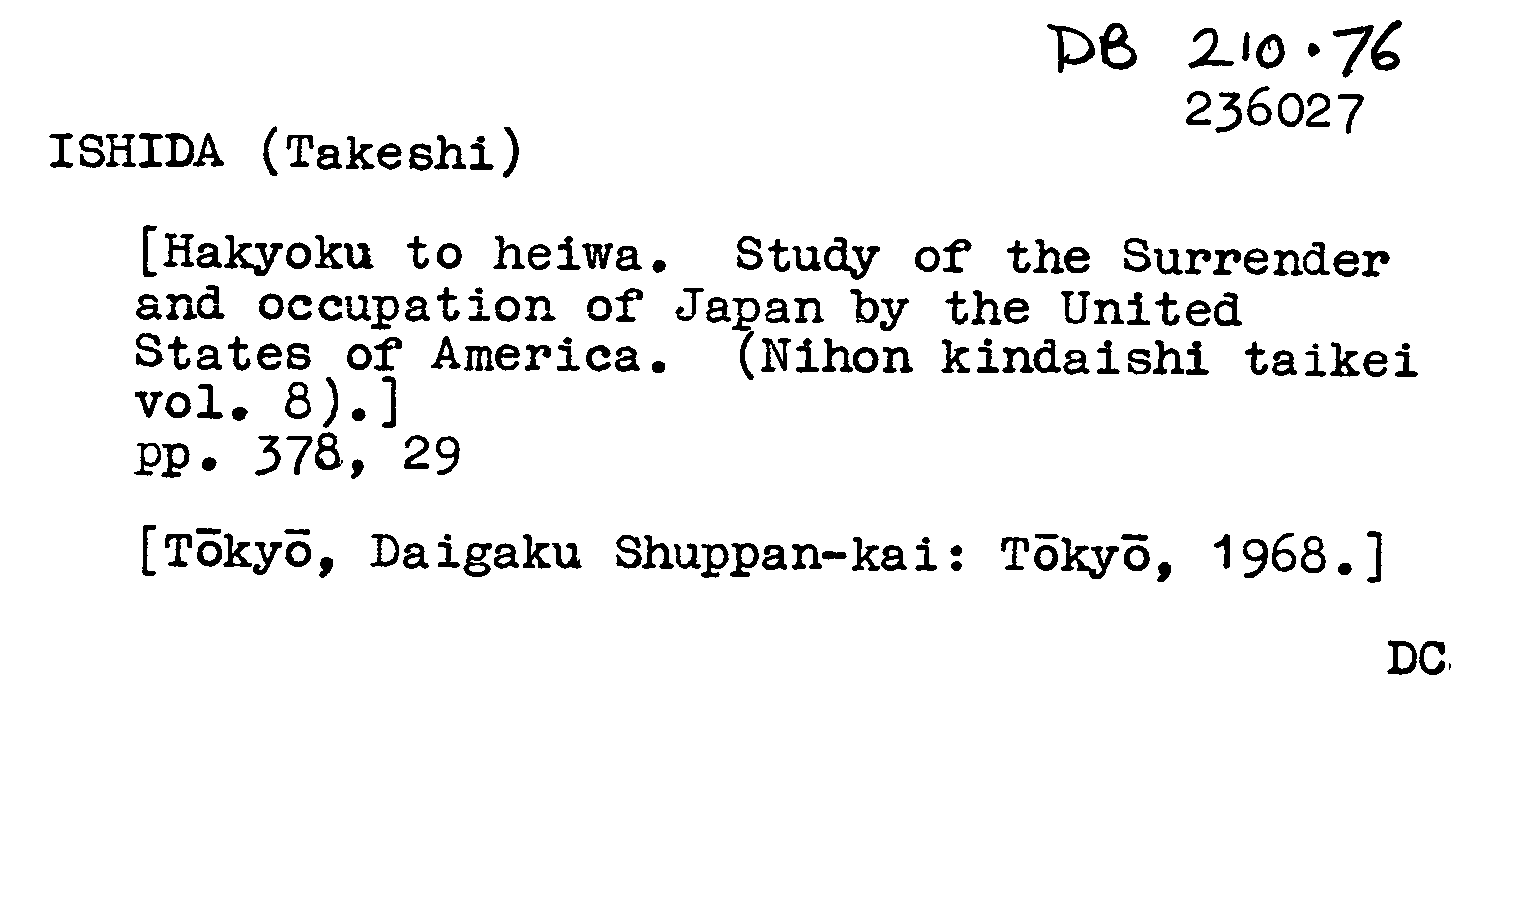 DB 210.76
236027
ISHIDA (Takeshi)
[Hakyoku to heiwa. Study of the Surrender
and occupation of Japan by the United
States of America. (Nihon kindaishi taikei
vol. 8).]
pp. 378, 29
[Tōkyō, Daigaku Shuppan-kai: Tōkyō, 1968.]
DC